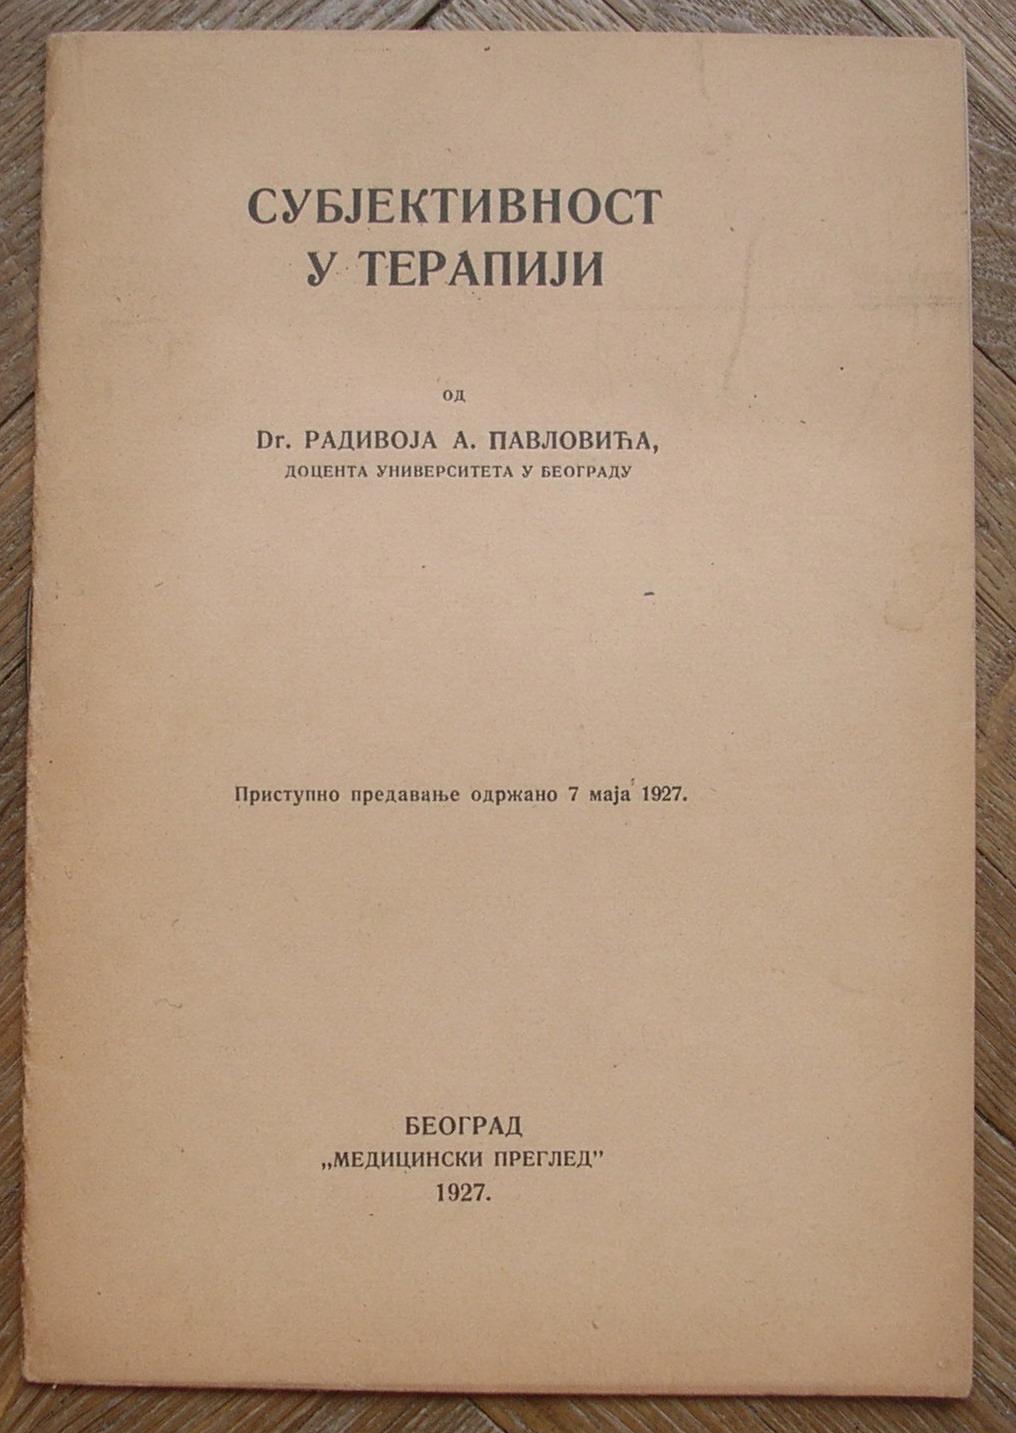 СУБЈЕКТИВНОСТ
У ТЕРАПИЈИ
од
Dr. РАДИВОЈА А. ПАВЛОВИЋА,
ДОЦЕНТА УНИВЕРСИТЕТА У БЕОГРАДУ
Приступно предавање одржано 7 маја 1927.
БЕОГРАД
„МЕДИЦИНСКИ ПРЕГЛЕД”
1927.